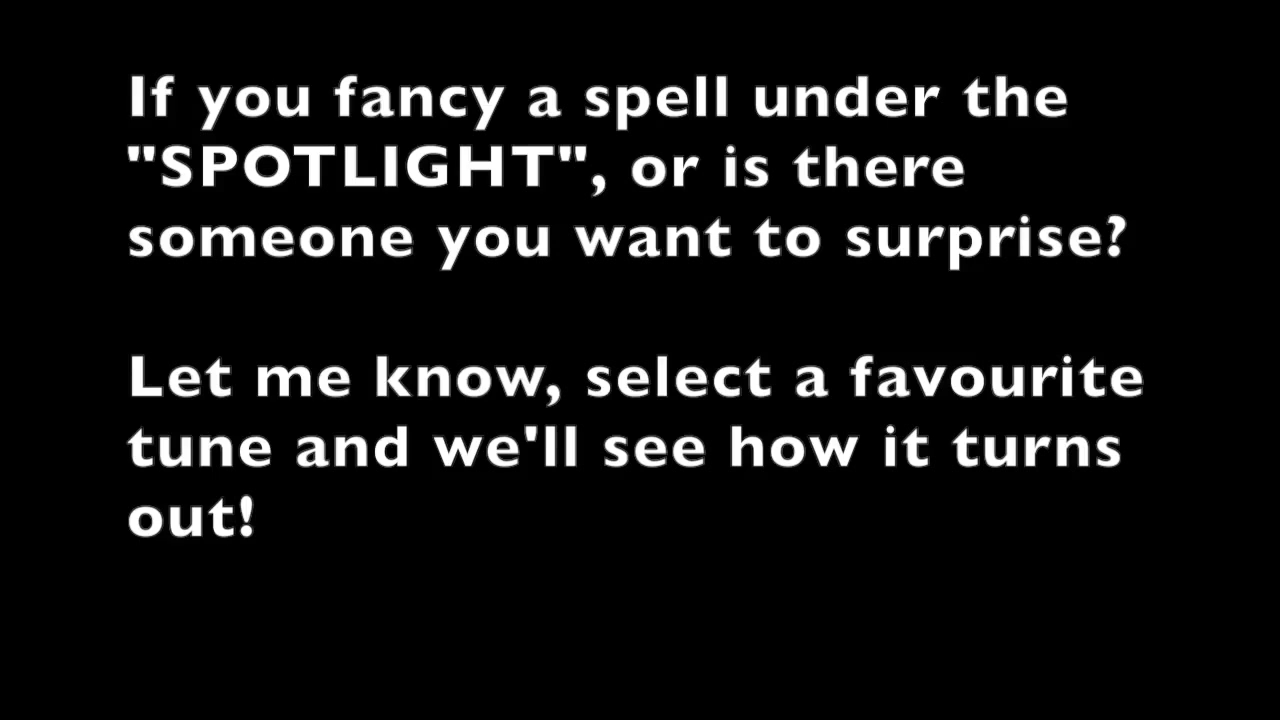 If you fancy a spell under the
"SPOTLIGHT", or is there
someone you want to surprise?
Let me know, select a favourite
tune and we'll see how it turns
out!